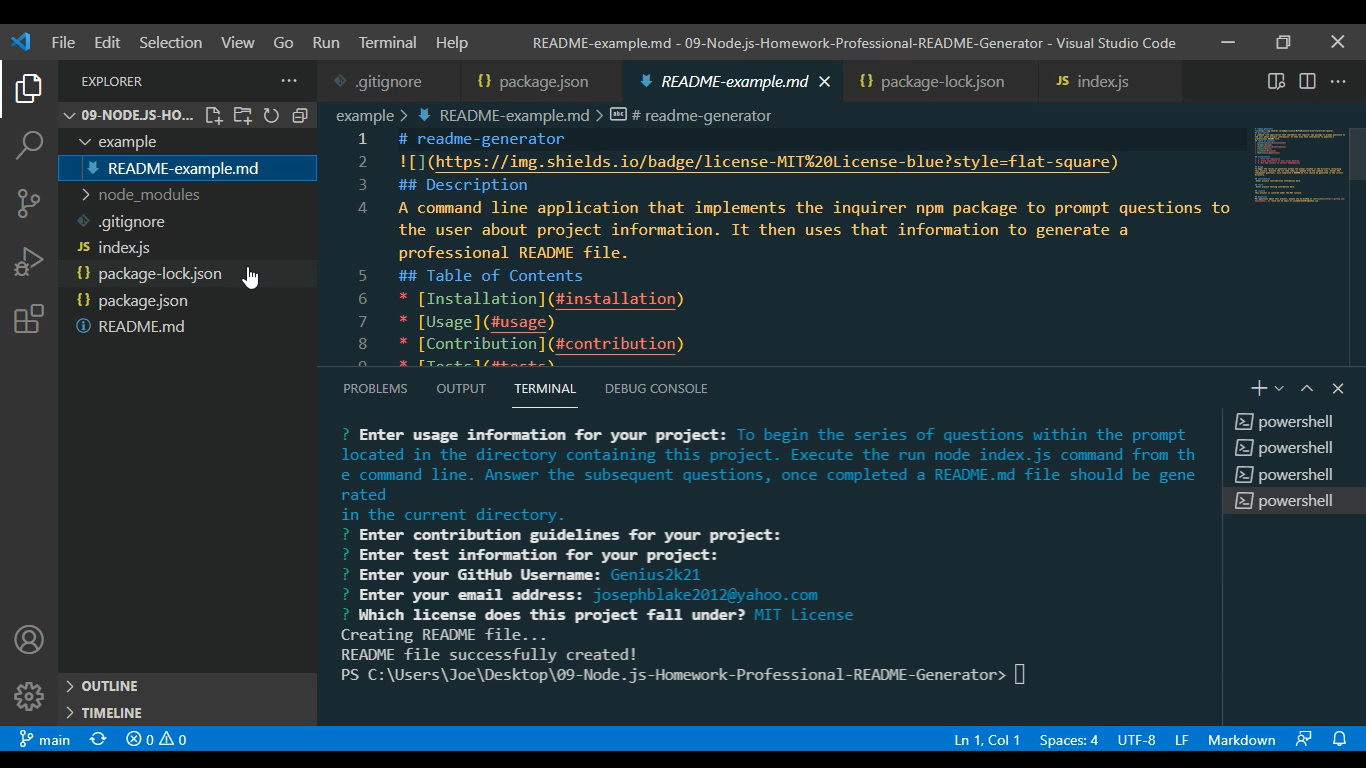 File Edit Selection View Go Run Terminal Help README-example.md - 09-Node.js-Homework-Professional-README-Generator - Visual Studio Code
EXPLORER
.gitignore package.json README-example.md package-lock.json index.js
09-NODE.JS-HO...
example > README-example.md > # readme-generator
example
README-example.md
node_modules
.gitignore
index.js
package-lock.json
package.json
README.md
1 # readme-generator
2 ![](https://img.shields.io/badge/license-MIT%20License-blue?style=flat-square)
3 ## Description
4 A command line application that implements the inquirer npm package to prompt questions to
the user about project information. It then uses that information to generate a
professional README file.
5 ## Table of Contents
6 * [Installation](#installation)
7 * [Usage](#usage)
8 * [Contribution](#contribution)
9 * [Tests](#tests)
PROBLEMS OUTPUT TERMINAL DEBUG CONSOLE
? Enter usage information for your project: To begin the series of questions within the prompt
located in the directory containing this project. Execute the run node index.js command from th
e command line. Answer the subsequent questions, once completed a README.md file should be gene
rated
in the current directory.
? Enter contribution guidelines for your project:
? Enter test information for your project:
? Enter your GitHub Username: Genius2k21
? Enter your email address: josephblake2012@yahoo.com
? Which license does this project fall under? MIT License
Creating README file...
README file successfully created!
PS C:\Users\Joe\Desktop\09-Node.js-Homework-Professional-README-Generator>
powershell
powershell
powershell
powershell
OUTLINE
TIMELINE
main 0 0 Ln 1, Col 1 Spaces: 4 UTF-8 LF Markdown